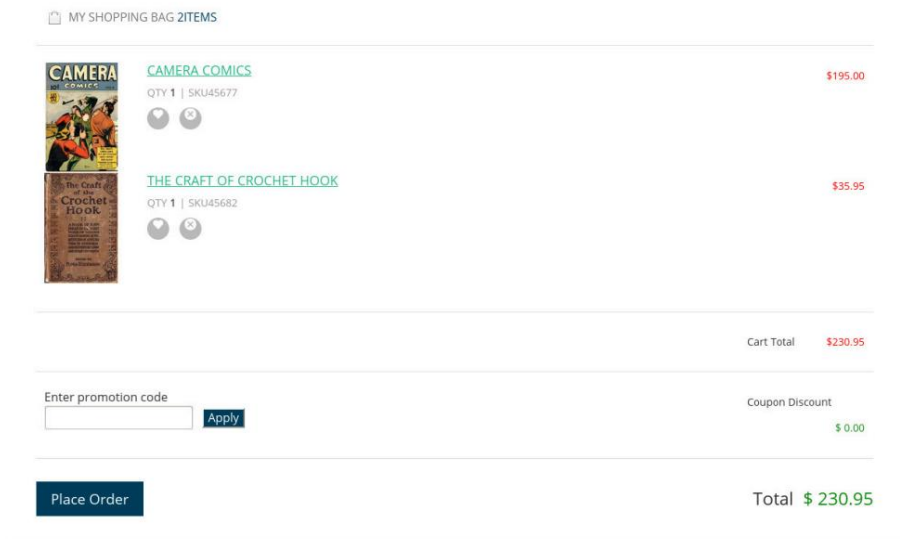 MY SHOPPING BAG 2ITEMS
CAMERA
COMICS
CAMERA COMICS
$195.00
QTY 1 | SKU45677
The Craft
of the
Crochet
Hook
THE CRAFT OF CROCHET HOOK
$35.95
QTY 1 | SKU45682
Cart Total $230.95
Enter promotion code
Apply
Coupon Discount
$ 0.00
Place Order
Total $ 230.95